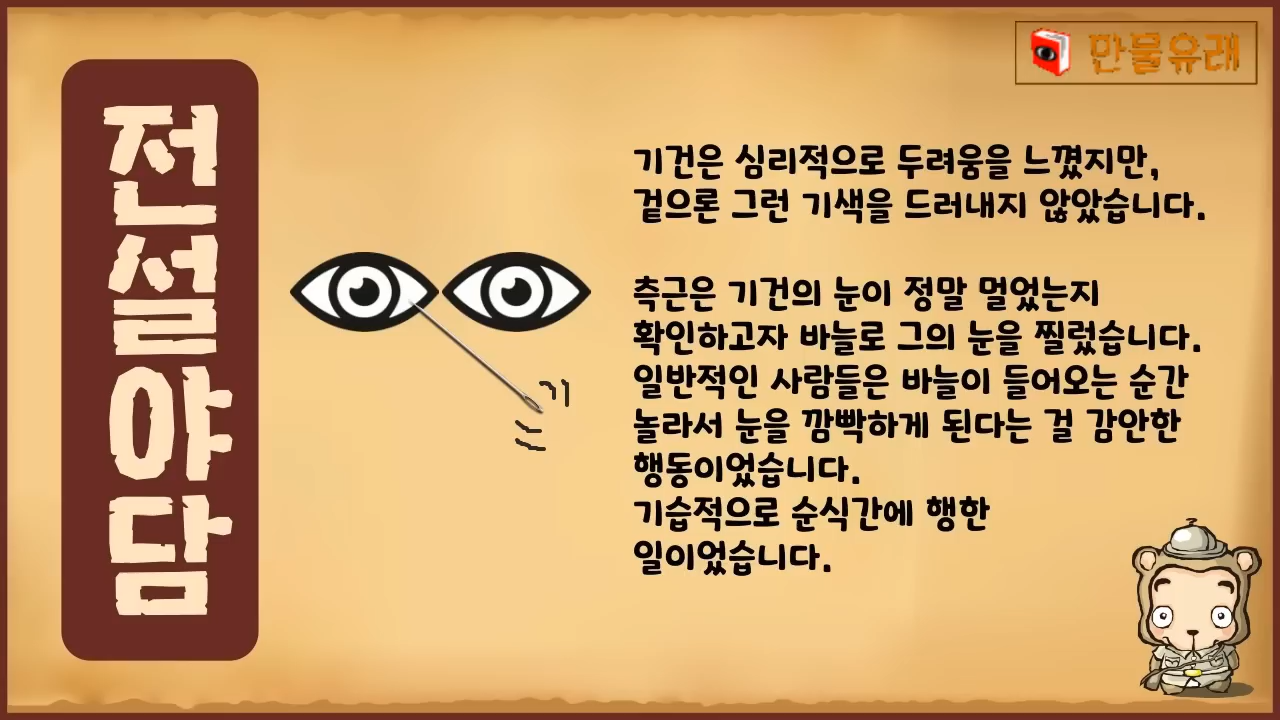 만물유래
전설야담
기건은 심리적으로 두려움을 느꼈지만,
겉으론 그런 기색을 드러내지 않았습니다.
측근은 기건의 눈이 정말 멀었는지
확인하고자 바늘로 그의 눈을 찔렀습니다.
일반적인 사람들은 바늘이 들어오는 순간
놀라서 눈을 깜빡하게 된다는 걸 감안한
행동이었습니다.
기습적으로 순식간에 행한
일이었습니다.